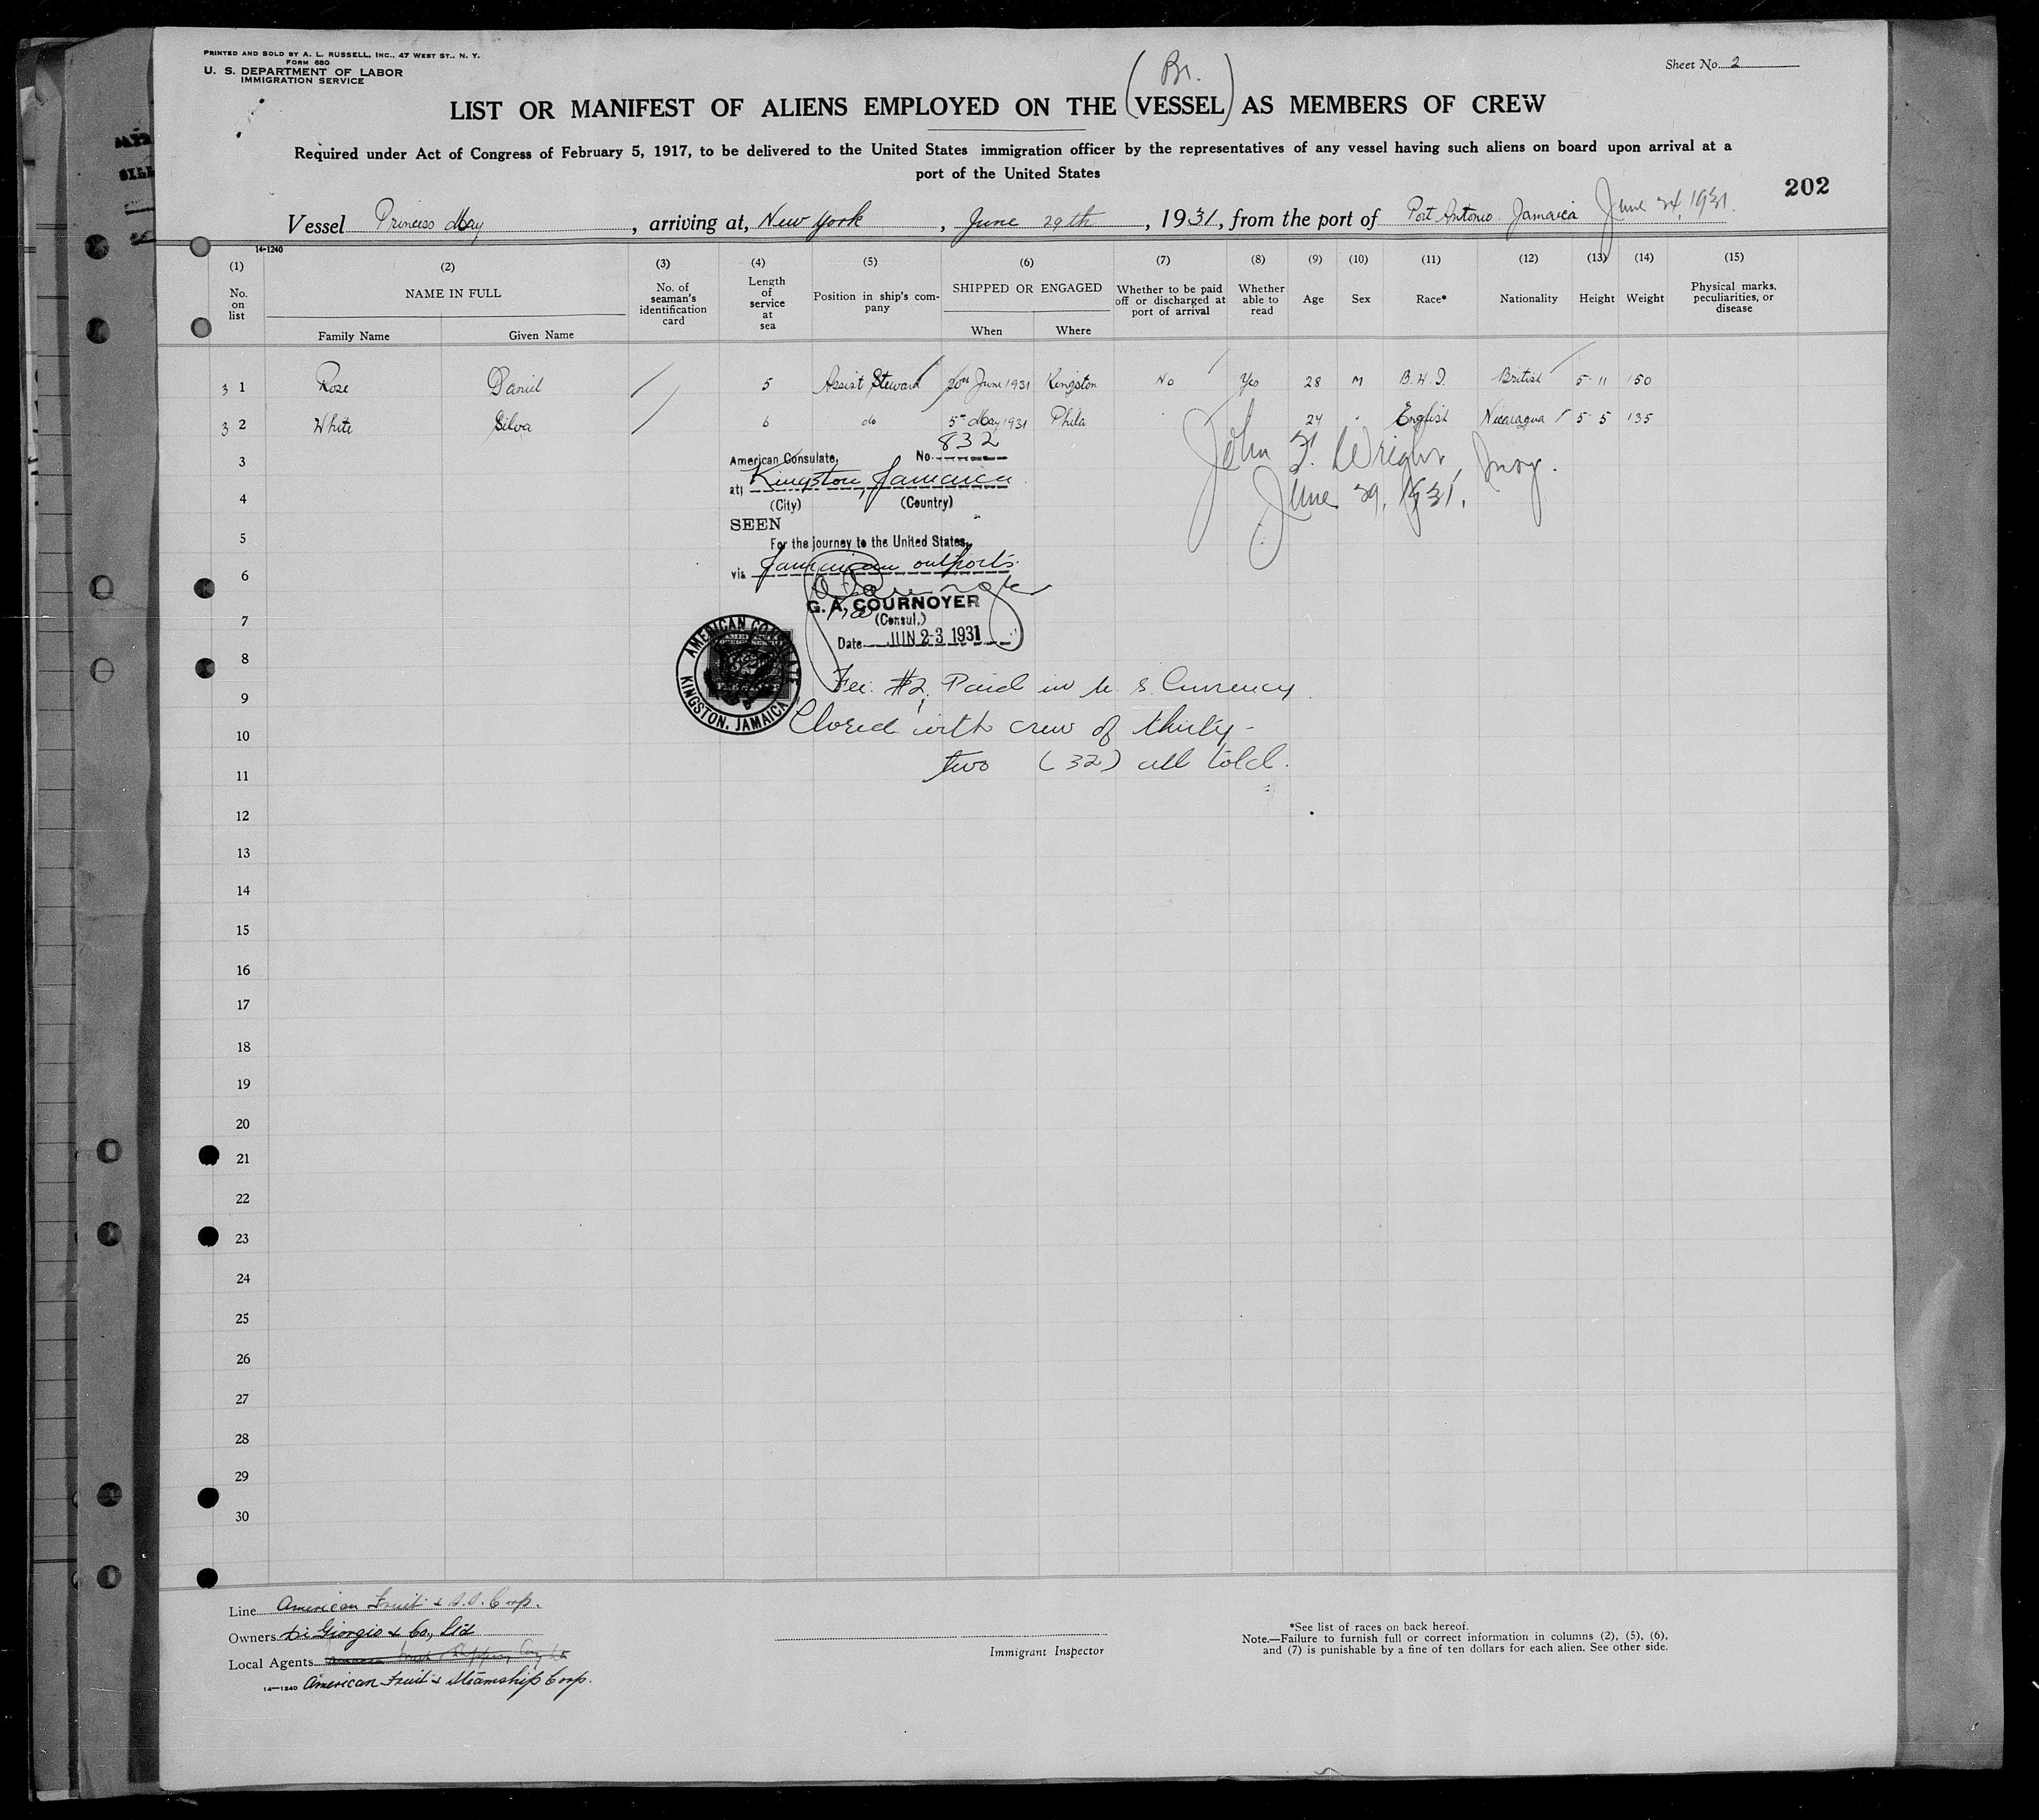 PRINTED AND SOLD BY A. L. RUSSELL, INC., 47 WEST ST., N. Y.
FORM 680
U. S. DEPARTMENT OF LABOR
IMMIGRATION SERVICE
(Br.)
Sheet No. 2
LIST OR MANIFEST OF ALIENS EMPLOYED ON THE VESSEL AS MEMBERS OF CREW
Required under Act of Congress of February 5, 1917, to be delivered to the United States immigration officer by the representatives of any vessel having such aliens on board upon arrival at a
port of the United States
202
Vessel Princess May, arriving at, New York, June 29th, 1931, from the port of Port Antonio Jamaica June 24, 1931.
14-1240
(1) (2) (3) (4) (5) (6) (7) (8) (9) (10) (11) (12) (13) (14) (15)
No. on list
NAME IN FULL
Family Name Given Name
No. of seaman's identification card
Length of service at sea
Position in ship's company
SHIPPED OR ENGAGED
When Where
Whether to be paid off or discharged at port of arrival
Whether able to read
Age
Sex
Race*
Nationality
Height
Weight
Physical marks, peculiarities, or disease
3 1 Rose Daniel 5 Assist Steward 20th June 1931 Kingston No Yes 28 M B.W.I. British 5 11 150
3 2 White Silva 6 do 5th May 1931 Phila 24 " English Nicaragua 5 5 135
832
3 American Consulate, No.
John F. Wright, Insp.
4 at Kingston, Jamaica
June 29, 1931.
(City) (Country)
SEEN
5 For the journey to the United States,
6 via Jamaican outports.
G. A. COURNOYER
7 (Consul.)
Date JUN 23 1931
AMERICAN CONSULATE
KINGSTON, JAMAICA
8
9 Fee: #2, Paid in U. S. Currency
10 Closed with crew of thirty-
11 two (32) all told.
12
13
14
15
16
17
18
19
20
21
22
23
24
25
26
27
28
29
30
Line American Fruit & S.S. Corp.
Owners Di Giorgio & Co., Ltd
Local Agents
14-1240 American Fruit & Steamship Corp.
Immigrant Inspector
*See list of races on back hereof.
Note.—Failure to furnish full or correct information in columns (2), (5), (6),
and (7) is punishable by a fine of ten dollars for each alien. See other side.